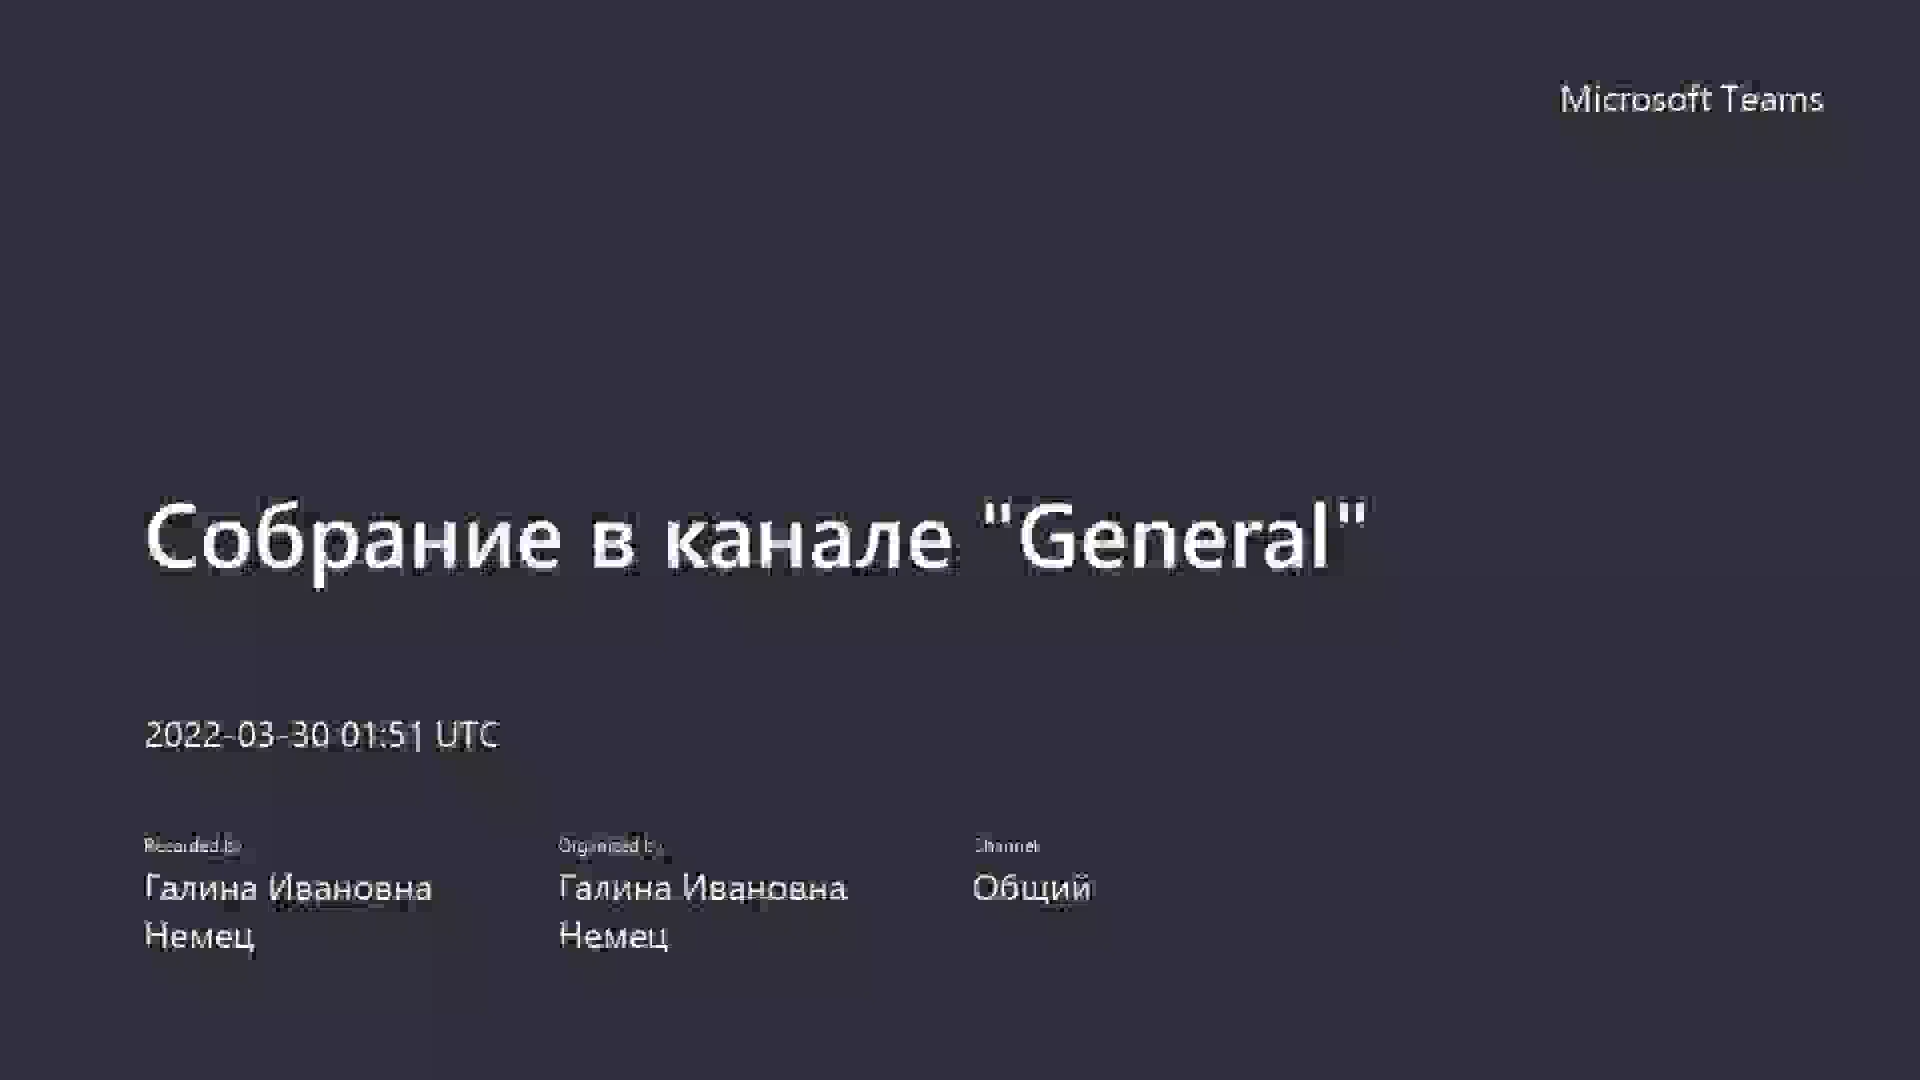 Microsoft Teams
Собрание в канале "General"
2022-03-30 01:51 UTC
Recorded by
Organized by
Channel
Галина Ивановна
Немец
Галина Ивановна
Немец
Общий